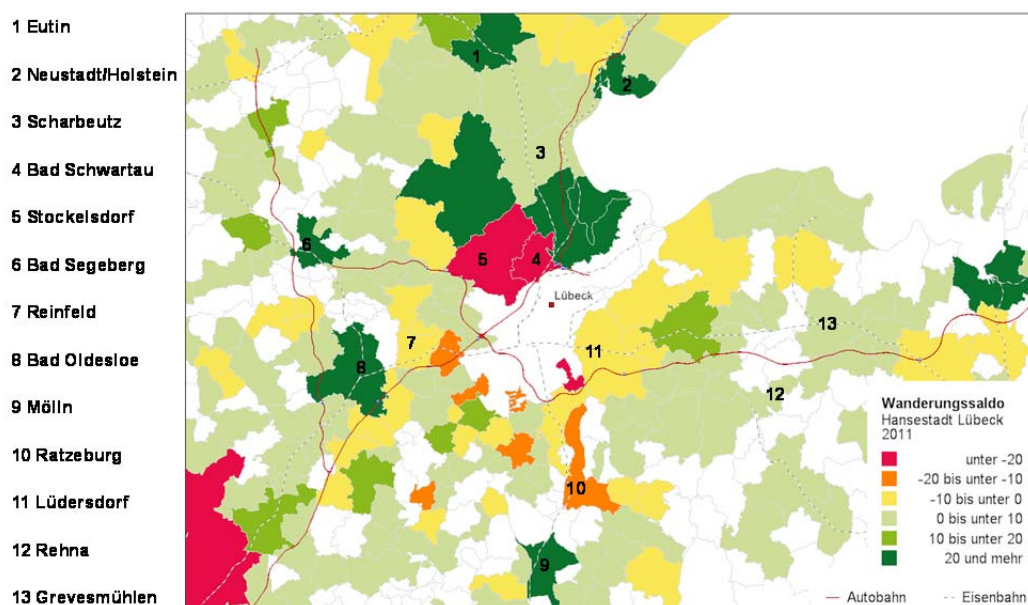 1 Eutin
2 Neustadt/Holstein
3 Scharbeutz
4 Bad Schwartau
5 Stockelsdorf
6 Bad Segeberg
7 Reinfeld
8 Bad Oldesloe
9 Mölln
10 Ratzeburg
11 Lüdersdorf
12 Rehna
13 Grevesmühlen
1
2
3
5
4
6
Lübeck
13
7
11
8
12
10
9
Wanderungssaldo
Hansestadt Lübeck
2011
unter -20
-20 bis unter -10
-10 bis unter 0
0 bis unter 10
10 bis unter 20
20 und mehr
Autobahn
Eisenbahn